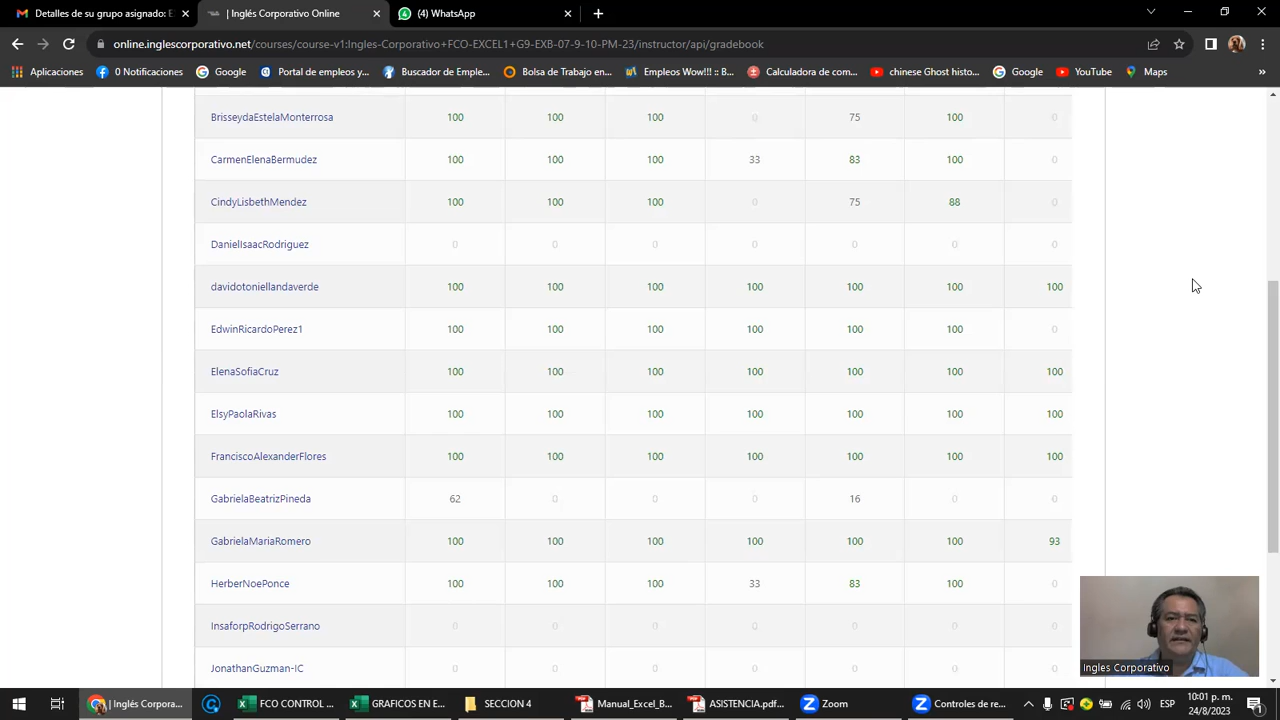 Detalles de su grupo asignado: E
| Inglés Corporativo Online
(4) WhatsApp
online.inglescorporativo.net/courses/course-v1:Ingles-Corporativo+FCO-EXCEL1+G9-EXB-07-9-10-PM-23/instructor/api/gradebook
Aplicaciones
0 Notificaciones
Google
Portal de empleos y...
Buscador de Emple...
Bolsa de Trabajo en...
Empleos Wow!!! :: B...
Calculadora de com...
chinese Ghost histo...
Google
YouTube
Maps
»
BrisseydaEstelaMonterrosa 100 100 100 0 75 100 0
CarmenElenaBermudez 100 100 100 33 83 100 0
CindyLisbethMendez 100 100 100 0 75 88 0
DanielIsaacRodriguez 0 0 0 0 0 0 0
davidotoniellandaverde 100 100 100 100 100 100 100
EdwinRicardoPerez1 100 100 100 100 100 100 0
ElenaSofiaCruz 100 100 100 100 100 100 100
ElsyPaolaRivas 100 100 100 100 100 100 100
FranciscoAlexanderFlores 100 100 100 100 100 100 100
GabrielaBeatrizPineda 62 0 0 0 16 0 0
GabrielaMariaRomero 100 100 100 100 100 100 93
HerberNoePonce 100 100 100 33 83 100 0
InsaforpRodrigoSerrano 0 0 0 0 0 0 0
JonathanGuzman-IC 0 0 0 0 0 0
Ingles Corporativo
| Inglés Corpora...
FCO CONTROL ...
GRAFICOS EN E...
SECCION 4
Manual_Excel_B...
ASISTENCIA.pdf...
Zoom
Controles de re...
ESP
10:01 p. m.
24/8/2023